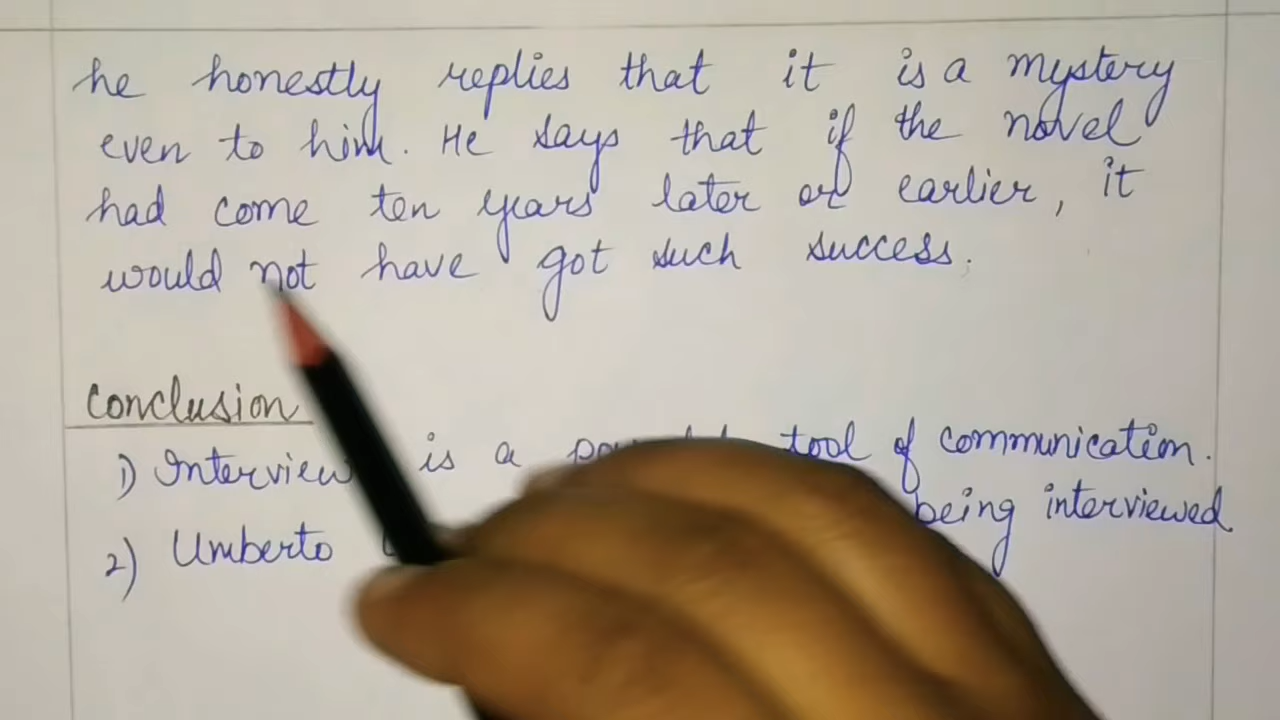 he honestly replies that it is a mystery
even to him. He says that if the novel
had come ten years later or earlier, it
would not have got such success.
Conclusion
1) Interview is a tool of communication.
2) Umberto being interviewed